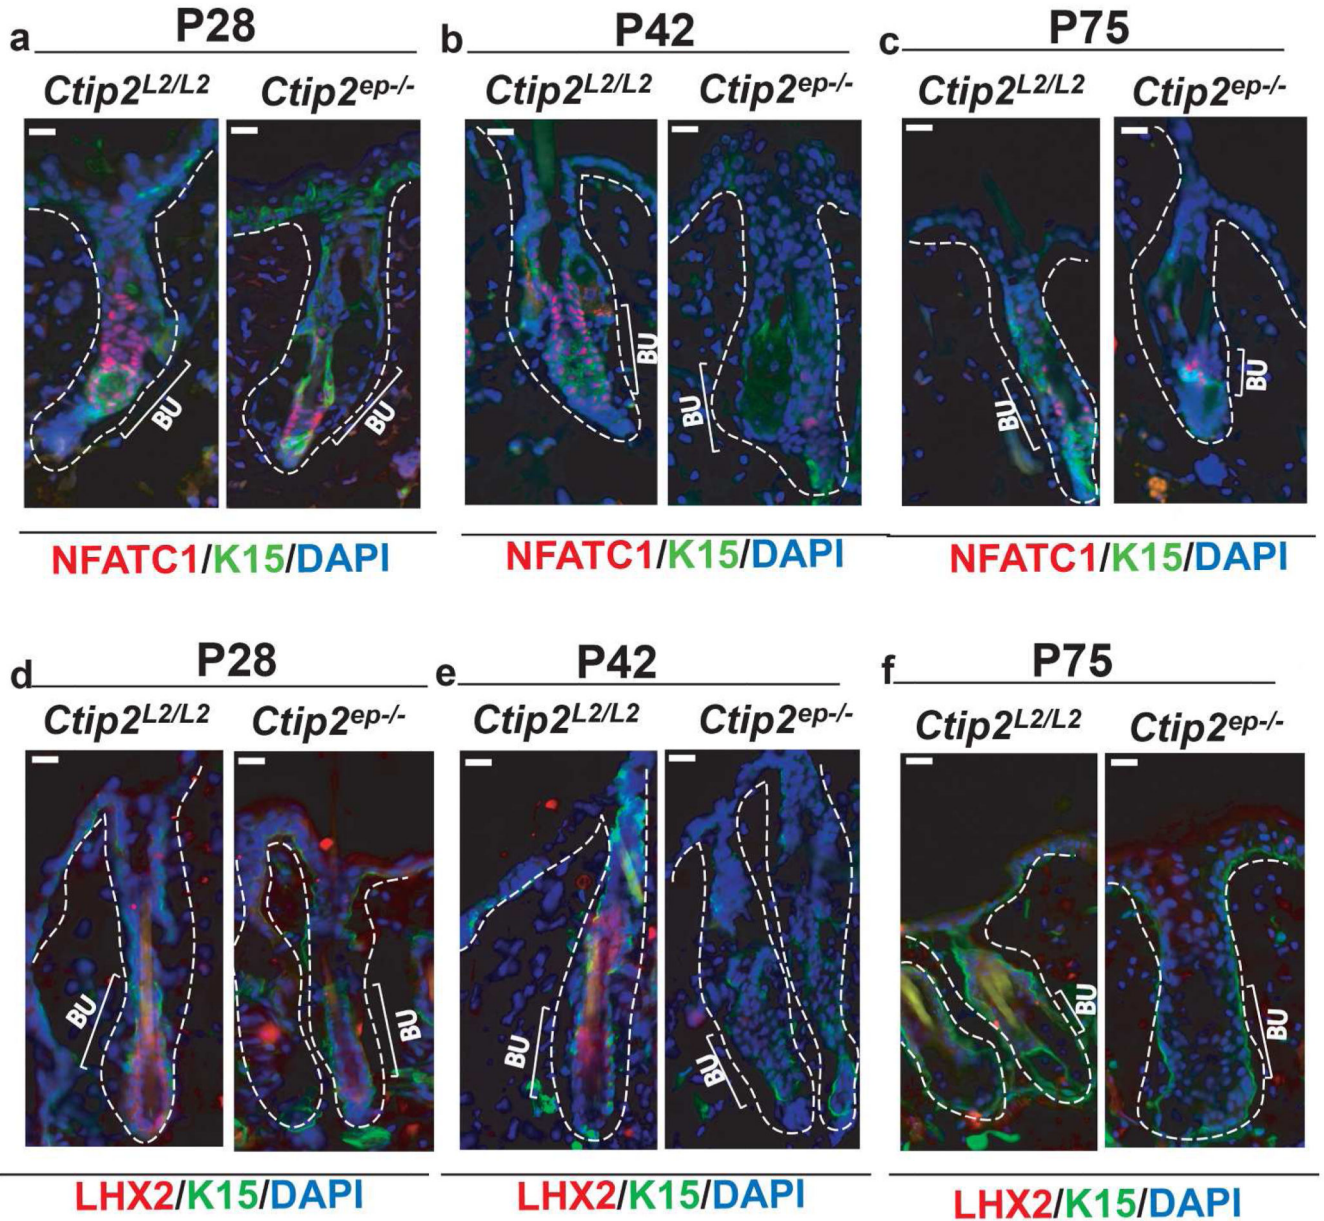 a P28
Ctip2L2/L2 Ctip2ep-/-
BU BU
NFATC1/K15/DAPI
b P42
Ctip2L2/L2 Ctip2ep-/-
BU BU
NFATC1/K15/DAPI
c P75
Ctip2L2/L2 Ctip2ep-/-
BU BU
NFATC1/K15/DAPI
d P28
Ctip2L2/L2 Ctip2ep-/-
BU BU
LHX2/K15/DAPI
e P42
Ctip2L2/L2 Ctip2ep-/-
BU BU
LHX2/K15/DAPI
f P75
Ctip2L2/L2 Ctip2ep-/-
BU BU
LHX2/K15/DAPI